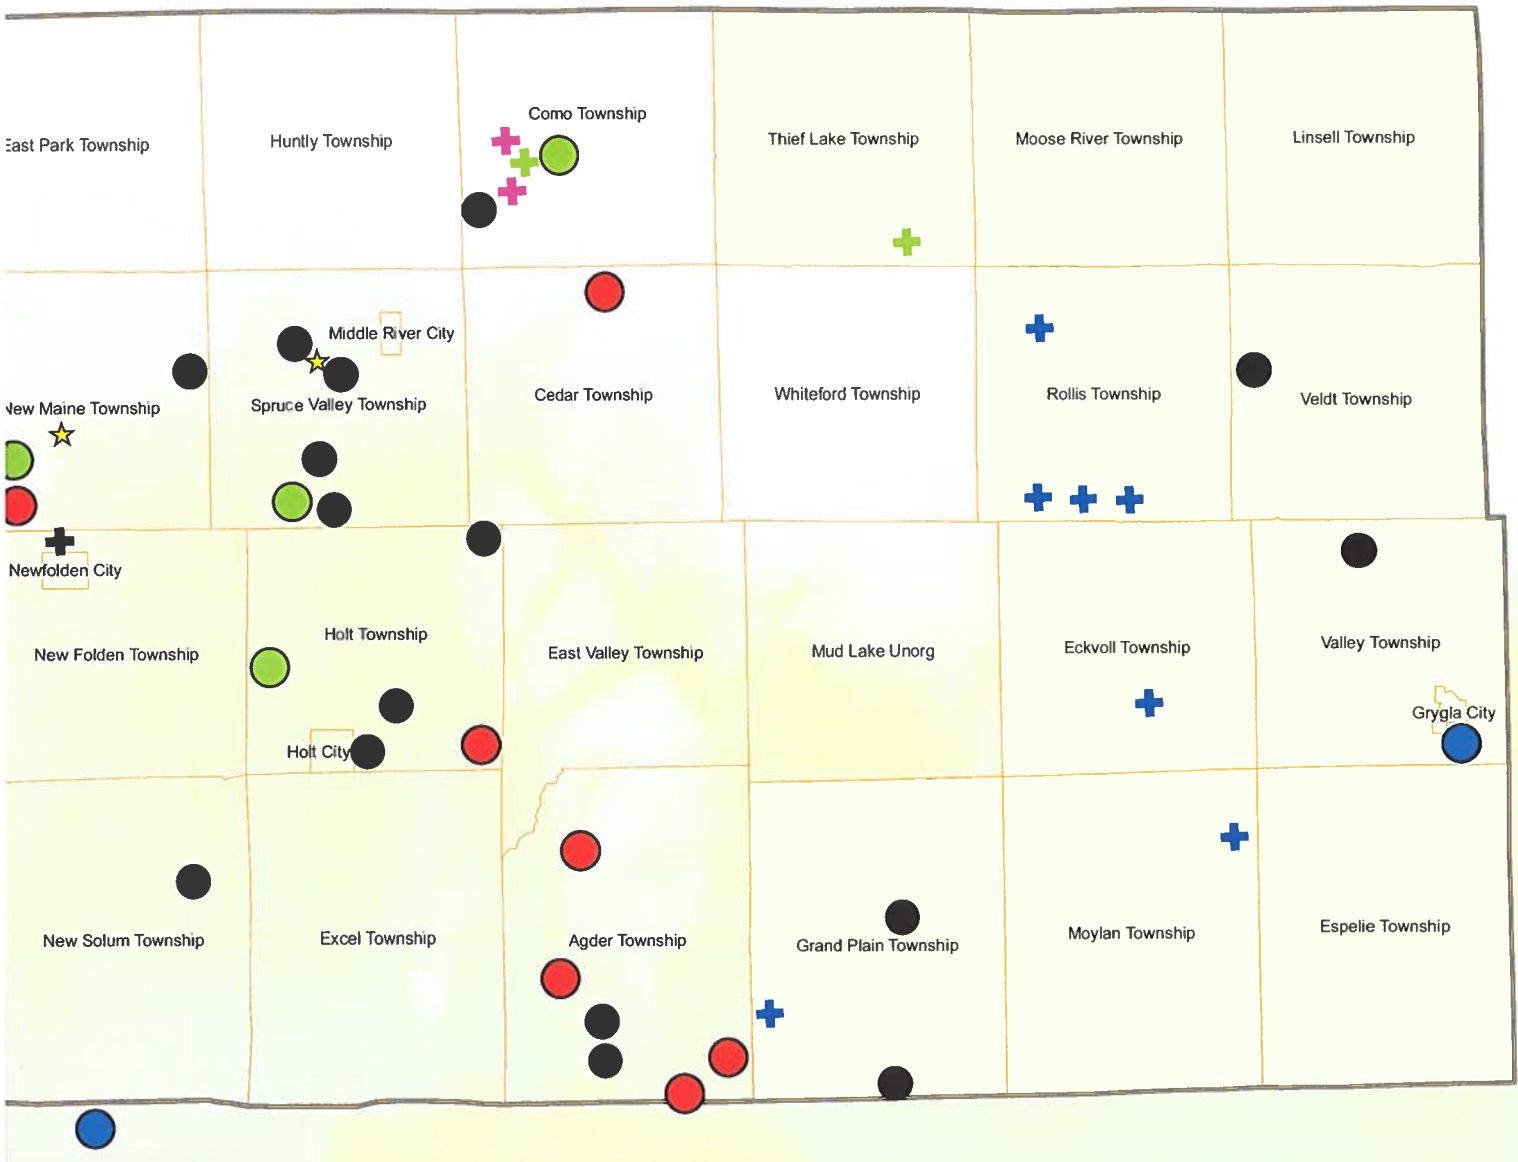 Como Township
East Park Township
Huntly Township
Thief Lake Township
Moose River Township
Linsell Township
Middle River City
New Maine Township
Spruce Valley Township
Cedar Township
Whiteford Township
Rollis Township
Veldt Township
Newfolden City
New Folden Township
Holt Township
East Valley Township
Mud Lake Unorg
Eckvoll Township
Valley Township
Grygla City
Holt City
New Solum Township
Excel Township
Agder Township
Grand Plain Township
Moylan Township
Espelie Township